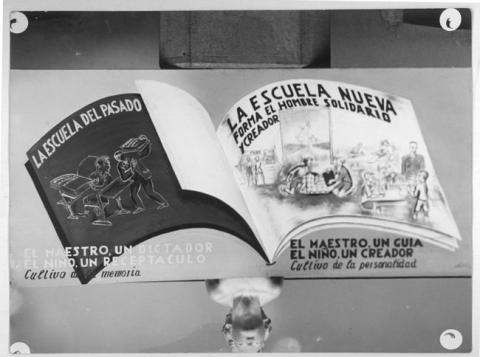 LA ESCUELA DEL PASADO
EL MAESTRO, UN DICTADOR
EL NIÑO, UN RECEPTACULO
Cultivo de la memoria
LA ESCUELA NUEVA
FORMA EL HOMBRE SOLIDARIO
Y CREADOR
EL MAESTRO, UN GUIA
EL NIÑO, UN CREADOR
Cultivo de la personalidad